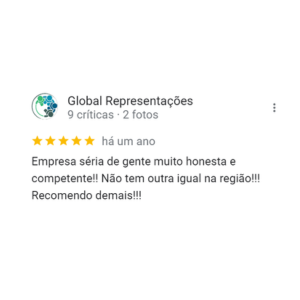 Global Representações
9 críticas · 2 fotos
há um ano
Empresa séria de gente muito honesta e
competente!! Não tem outra igual na região!!!
Recomendo demais!!!